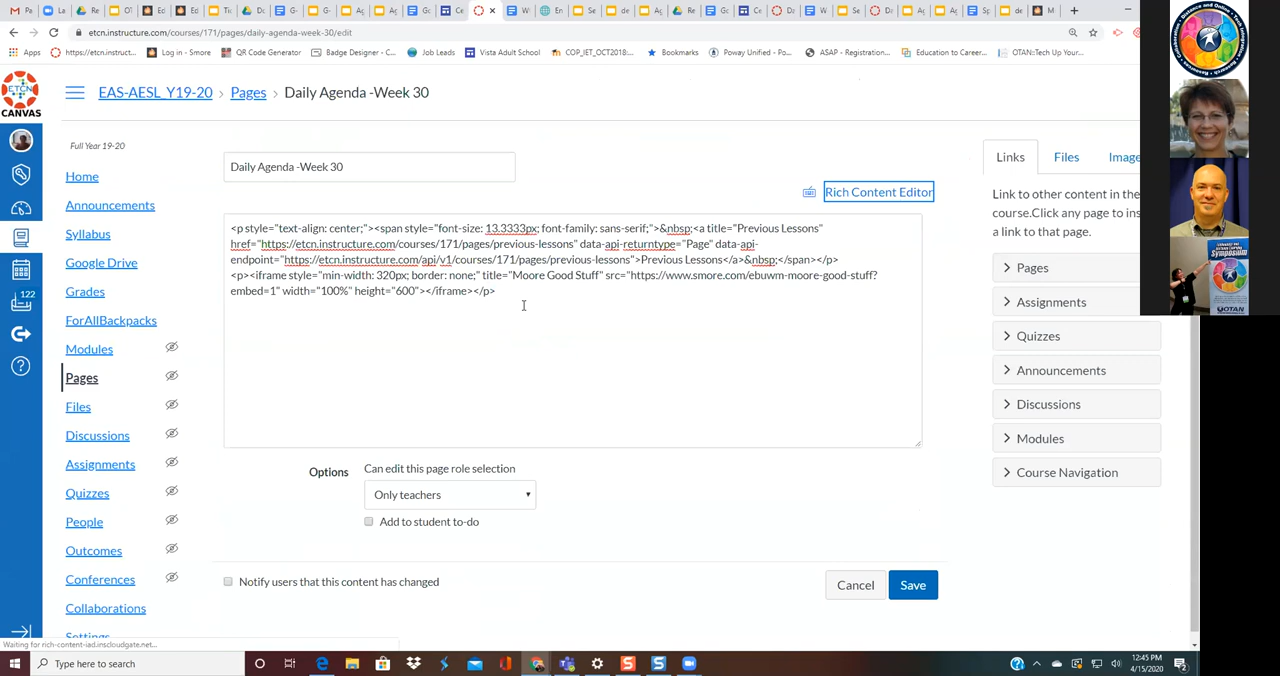 etcn.instructure.com/courses/171/pages/daily-agenda-week-30/edit
Apps
https://etcn.instruct...
Log in - Smore
QR Code Generator
Badge Designer - C...
Job Leads
Vista Adult School
COP_IET_OCT2018:...
Bookmarks
Poway Unified - Po...
ASAP - Registration...
Education to Career...
OTAN::Tech Up Your...
ETCN
CANVAS
EAS-AESL_Y19-20 > Pages > Daily Agenda -Week 30
Full Year 19-20
Home
Announcements
Syllabus
Google Drive
Grades
ForAllBackpacks
Modules
Pages
Files
Discussions
Assignments
Quizzes
People
Outcomes
Conferences
Collaborations
Settings
122
Daily Agenda -Week 30
Rich Content Editor
<p style="text-align: center;"><span style="font-size: 13.3333px; font-family: sans-serif;">&nbsp;<a title="Previous Lessons"
href="https://etcn.instructure.com/courses/171/pages/previous-lessons" data-api-returntype="Page" data-api-
endpoint="https://etcn.instructure.com/api/v1/courses/171/pages/previous-lessons">Previous Lessons</a>&nbsp;</span></p>
<p><iframe style="min-width: 320px; border: none;" title="Moore Good Stuff" src="https://www.smore.com/ebuwm-moore-good-stuff?
embed=1" width="100%" height="600"></iframe></p>
Options
Can edit this page role selection
Only teachers
Add to student to-do
Notify users that this content has changed
Cancel
Save
Links
Files
Image
Link to other content in the
course.Click any page to ins
a link to that page.
Pages
Assignments
Quizzes
Announcements
Discussions
Modules
Course Navigation
OTAN
Waiting for rich-content-iad.inscloudgate.net...
Type here to search
12:45 PM
4/15/2020